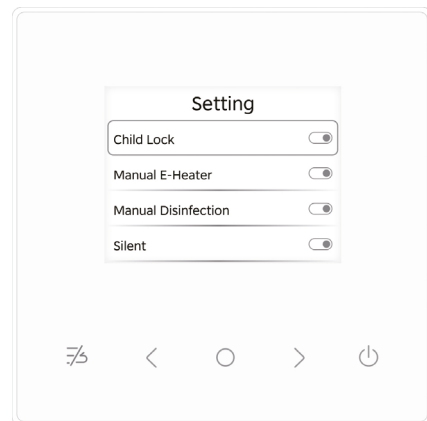 Setting
Child Lock
Manual E-Heater
Manual Disinfection
Silent